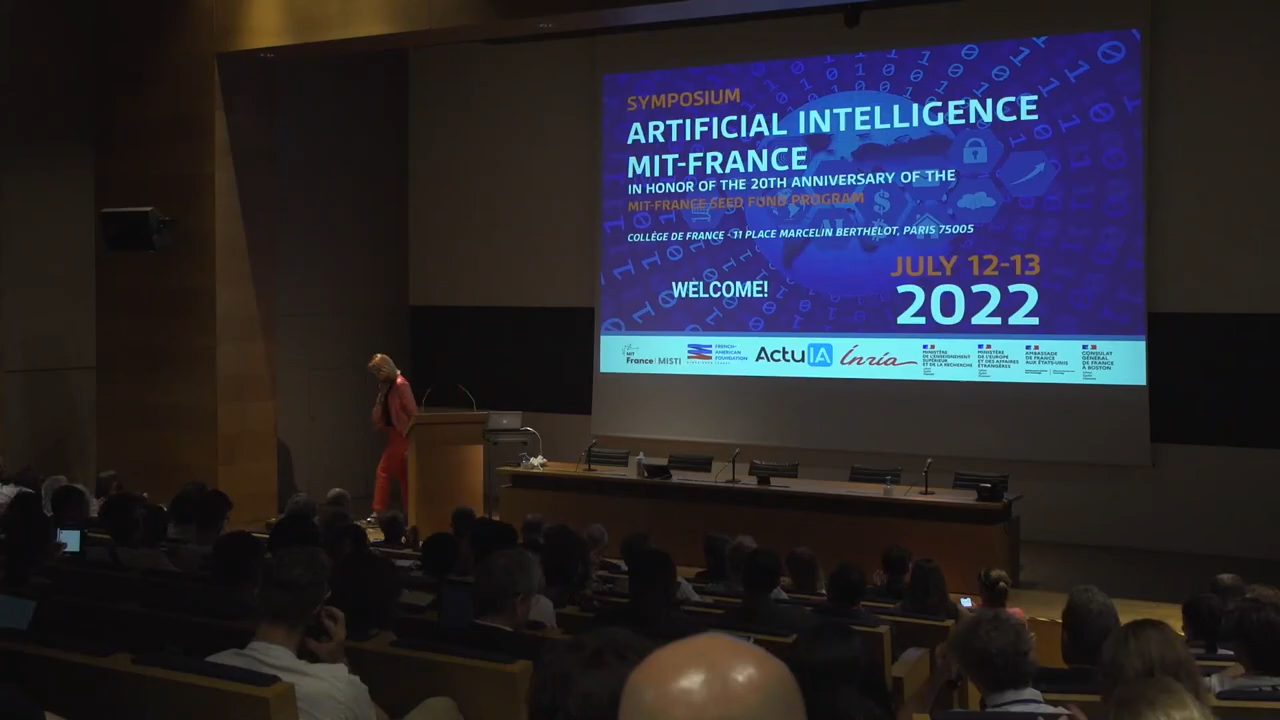 SYMPOSIUM
ARTIFICIAL INTELLIGENCE
MIT-FRANCE
IN HONOR OF THE 20TH ANNIVERSARY OF THE
MIT-FRANCE SEED FUND PROGRAM
COLLÈGE DE FRANCE - 11 PLACE MARCELIN BERTHELOT, PARIS 75005
JULY 12-13
WELCOME!
2022
MIT
France | MISTI
FRENCH-
AMERICAN
FOUNDATION
ActuIA
Inria
MINISTÈRE
DE L'ENSEIGNEMENT
SUPÉRIEUR
ET DE LA RECHERCHE
MINISTÈRE
DE L'EUROPE
ET DES AFFAIRES
ÉTRANGÈRES
AMBASSADE
DE FRANCE
AUX ÉTATS-UNIS
CONSULAT
GÉNÉRAL
DE FRANCE
À BOSTON